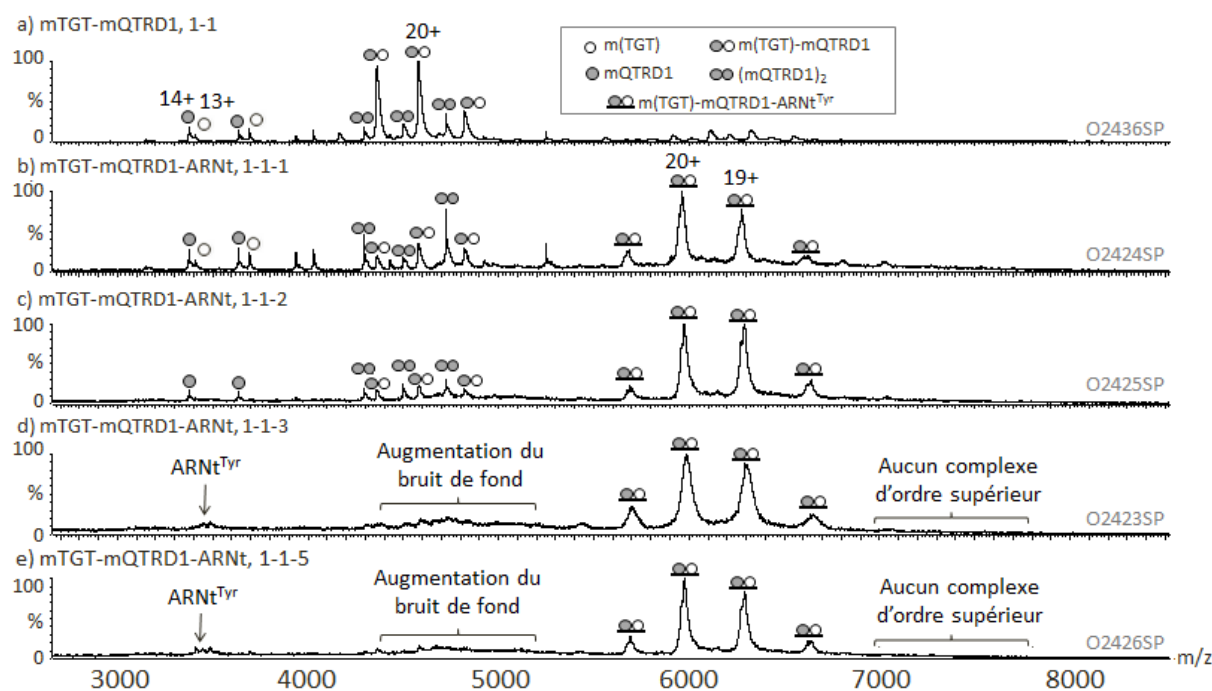 a) mTGT-mQTRD1, 1-1
20+
100
%
0
14+
13+
m(TGT)
m(TGT)-mQTRD1
mQTRD1
(mQTRD1)₂
m(TGT)-mQTRD1-ARNtᵀʸʳ
O2436SP
b) mTGT-mQTRD1-ARNt, 1-1-1
20+
19+
100
%
0
O2424SP
c) mTGT-mQTRD1-ARNt, 1-1-2
100
%
0
O2425SP
d) mTGT-mQTRD1-ARNt, 1-1-3
100
%
0
ARNtᵀʸʳ
Augmentation du
bruit de fond
Aucun complexe
d’ordre supérieur
O2423SP
e) mTGT-mQTRD1-ARNt, 1-1-5
100
%
0
ARNtᵀʸʳ
Augmentation du
bruit de fond
Aucun complexe
d’ordre supérieur
O2426SP
3000 4000 5000 6000 7000 8000 m/z